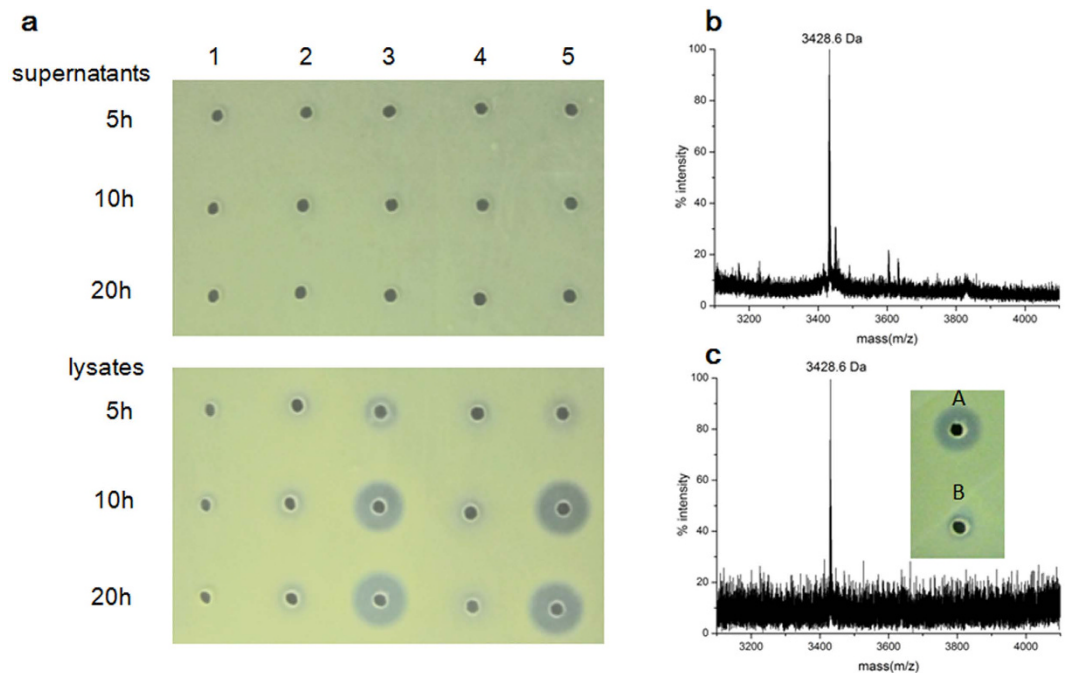 a
1 2 3 4 5
supernatants
5h
10h
20h
lysates
5h
10h
20h
b
3428.6 Da
100
80
60
40
20
0
% intensity
3200 3400 3600 3800 4000
mass(m/z)
c
3428.6 Da
100
80
60
40
20
0
% intensity
A
B
3200 3400 3600 3800 4000
mass(m/z)